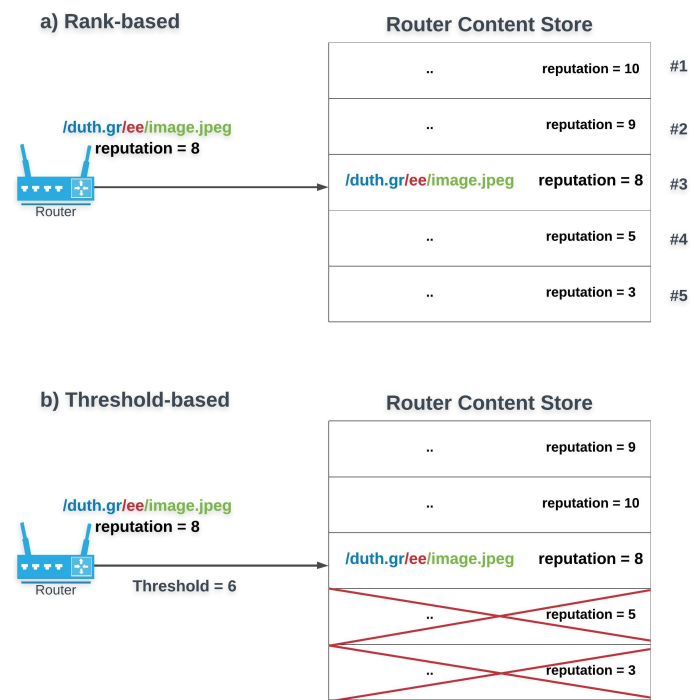 a) Rank-based
Router Content Store
.. reputation = 10 #1
/duth.gr/ee/image.jpeg
reputation = 8
.. reputation = 9 #2
/duth.gr/ee/image.jpeg reputation = 8 #3
Router
.. reputation = 5 #4
.. reputation = 3 #5
b) Threshold-based
Router Content Store
.. reputation = 9
/duth.gr/ee/image.jpeg
reputation = 8
.. reputation = 10
/duth.gr/ee/image.jpeg reputation = 8
Router
Threshold = 6
.. reputation = 5
.. reputation = 3